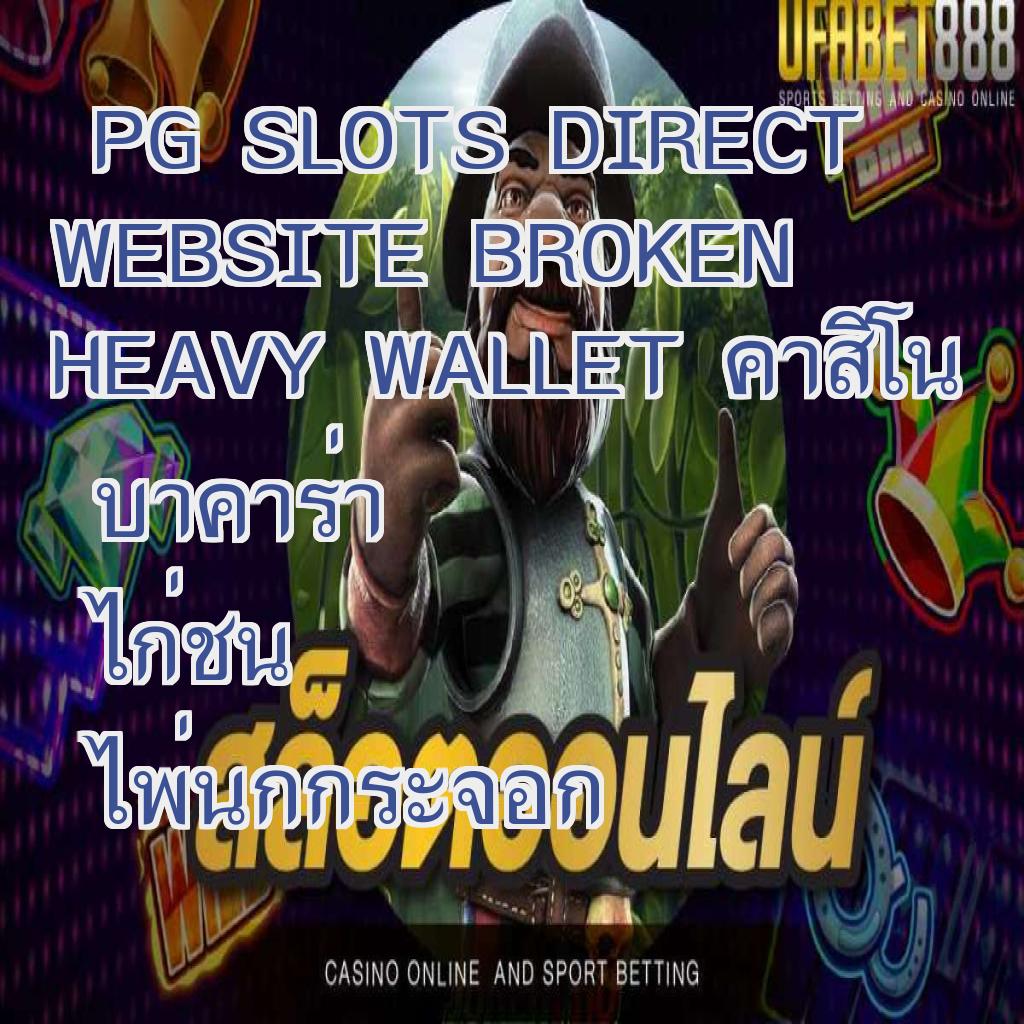 UFABET888
SPORTS BETTING AND CASINO ONLINE
BAR
PG SLOTS DIRECT
WEBSITE BROKEN
HEAVY WALLET คาสิโน
บาคาร่า
ไก่ชน
ไพ่นกกระจอก
สล็อตออนไลน์
WILD
CASINO ONLINE AND SPORT BETTING